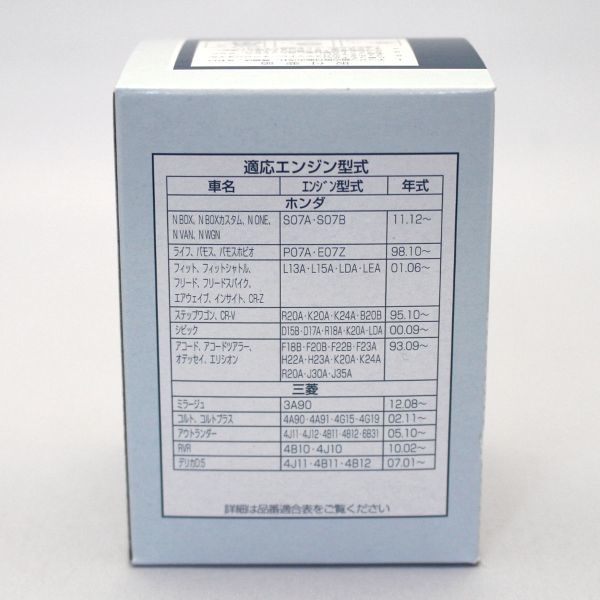 適応エンジン型式
車名 エンジン型式 年式
ホンダ
N BOX、N BOXカスタム、N ONE、 S07A・S07B 11.12~
N VAN、N WGN
ライフ、バモス、バモスホビオ P07A・E07Z 98.10~
フィット、フィットシャトル、 L13A・L15A・LDA・LEA 01.06~
フリード、フリードスパイク、
エアウェイブ、インサイト、CR-Z
ステップワゴン、CR-V R20A・K20A・K24A・B20B 95.10~
シビック D15B・D17A・R18A・K20A・LDA 00.09~
アコード、アコードツアラー、 F18B・F20B・F22B・F23A 93.09~
オデッセイ、エリシオン H22A・H23A・K20A・K24A
R20A・J30A・J35A
三菱
ミラージュ 3A90 12.08~
コルト、コルトプラス 4A90・4A91・4G15・4G19 02.11~
アウトランダー 4J11・4J12・4B11・4B12・6B31 05.10~
RVR 4B10・4J10 10.02~
デリカD5 4J11・4B11・4B12 07.01~
詳細は品番適合表をご覧ください